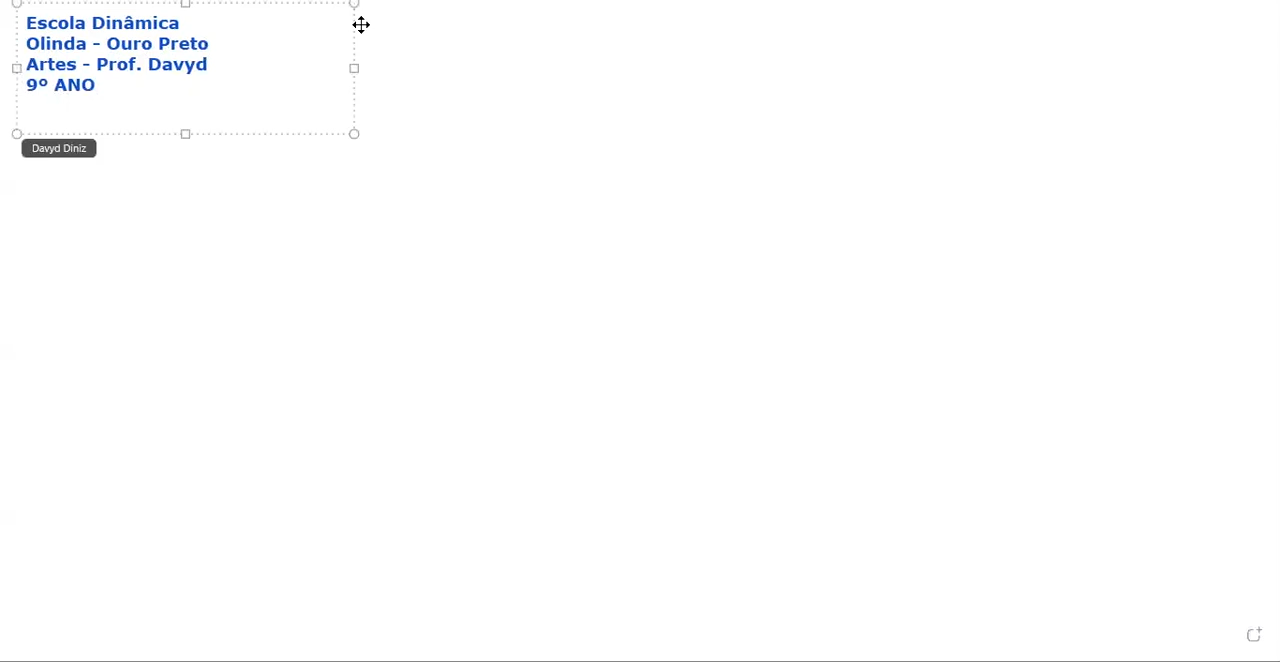 Escola Dinâmica
Olinda - Ouro Preto
Artes - Prof. Davyd
9º ANO
Davyd Diniz